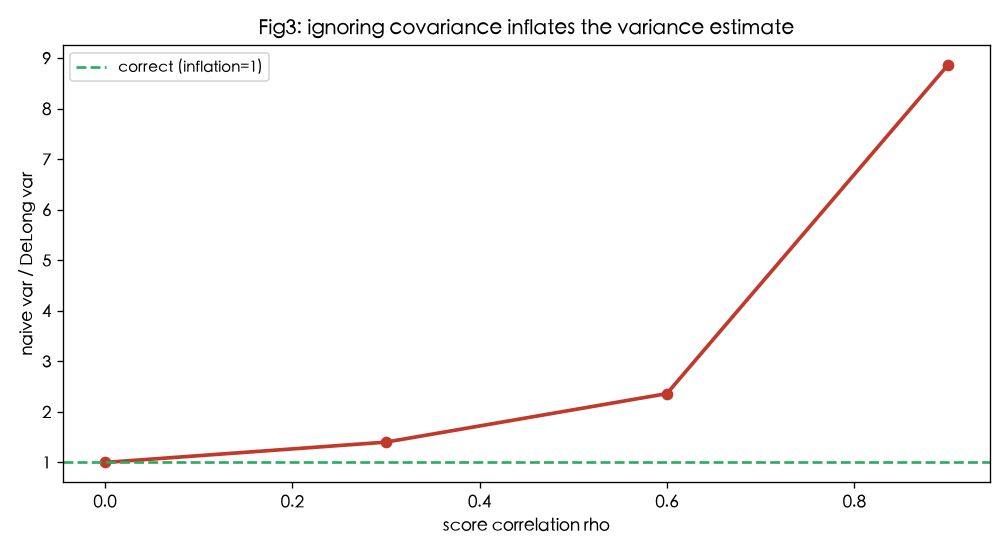 Fig3: ignoring covariance inflates the variance estimate
correct (inflation=1)
naive var / DeLong var
9
8
7
6
5
4
3
2
1
0.0 0.2 0.4 0.6 0.8
score correlation rho